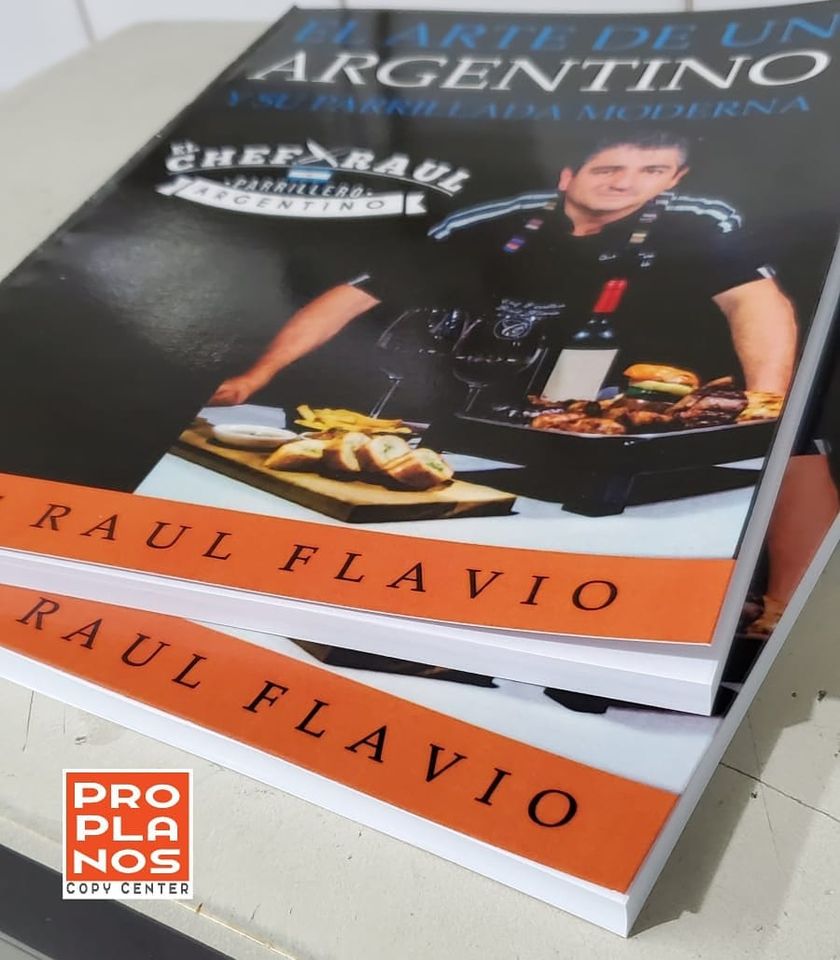 EL ARTE DE UN
ARGENTINO
Y SU PARRILLADA MODERNA
EL
CHEF RAUL
PARRILLERO
ARGENTINO
RAUL FLAVIO
RAUL FLAVIO
PRO
PLA
NOS
COPY CENTER